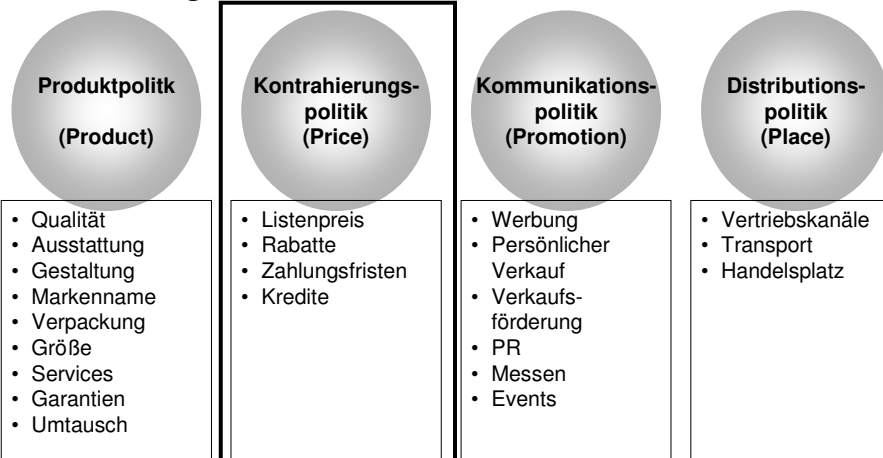 Produktpolitk
(Product)
Kontrahierungs-
politik
(Price)
Kommunikations-
politik
(Promotion)
Distributions-
politik
(Place)
• Qualität
• Ausstattung
• Gestaltung
• Markenname
• Verpackung
• Größe
• Services
• Garantien
• Umtausch
• Listenpreis
• Rabatte
• Zahlungsfristen
• Kredite
• Werbung
• Persönlicher
Verkauf
• Verkaufs-
förderung
• PR
• Messen
• Events
• Vertriebskanäle
• Transport
• Handelsplatz